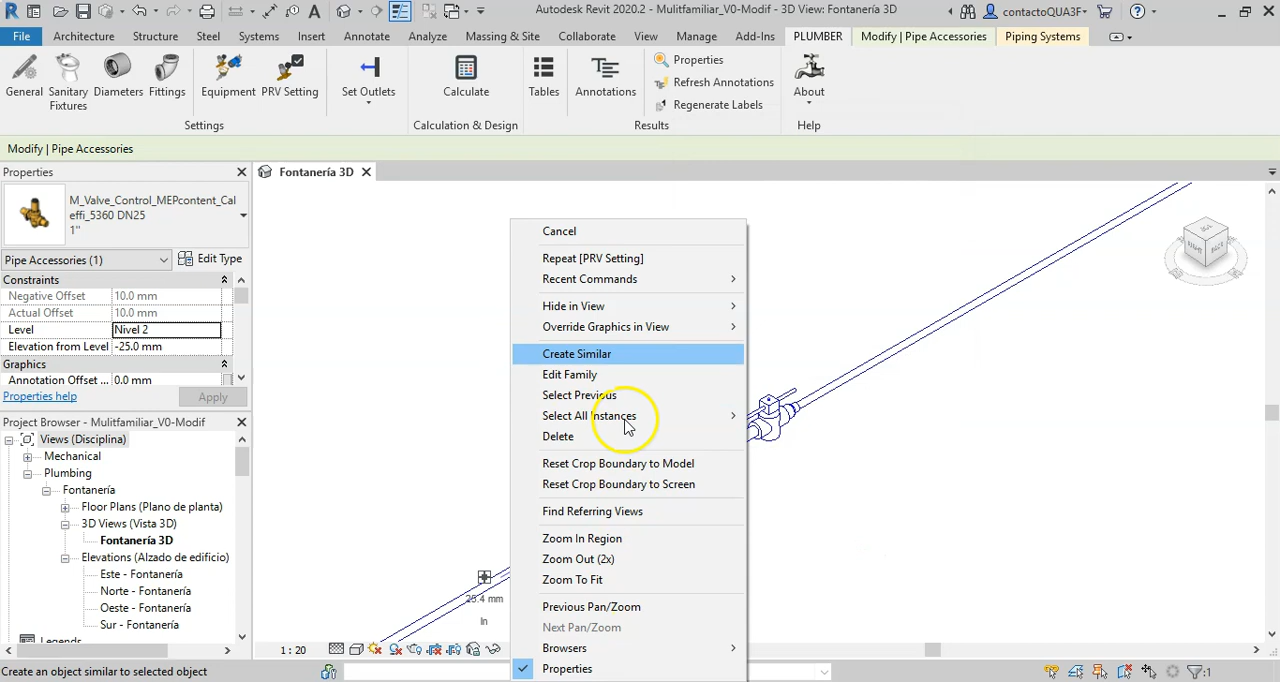 Autodesk Revit 2020.2 - Mulitfamiliar_V0-Modif - 3D View: Fontanería 3D
contactoQUA3F
File Architecture Structure Steel Systems Insert Annotate Analyze Massing & Site Collaborate View Manage Add-Ins PLUMBER Modify | Pipe Accessories Piping Systems
General
Sanitary
Fixtures
Diameters
Fittings
Equipment
PRV Setting
Set Outlets
Calculate
Tables
Annotations
Properties
Refresh Annotations
Regenerate Labels
About
Settings
Calculation & Design
Results
Help
Modify | Pipe Accessories
Properties
M_Valve_Control_MEPcontent_Cal
effi_5360 DN25
1"
Pipe Accessories (1)
Edit Type
Constraints
Negative Offset 10.0 mm
Actual Offset 10.0 mm
Level Nivel 2
Elevation from Level -25.0 mm
Graphics
Annotation Offset ... 0.0 mm
Properties help
Apply
Project Browser - Mulitfamiliar_V0-Modif
Views (Disciplina)
Mechanical
Plumbing
Fontanería
Floor Plans (Plano de planta)
3D Views (Vista 3D)
Fontanería 3D
Elevations (Alzado de edificio)
Este - Fontanería
Norte - Fontanería
Oeste - Fontanería
Sur - Fontanería
Legends
Fontanería 3D
Cancel
Repeat [PRV Setting]
Recent Commands
Hide in View
Override Graphics in View
Create Similar
Edit Family
Select Previous
Select All Instances
Delete
Reset Crop Boundary to Model
Reset Crop Boundary to Screen
Find Referring Views
Zoom In Region
Zoom Out (2x)
Zoom To Fit
Previous Pan/Zoom
Next Pan/Zoom
Browsers
Properties
25.4 mm
In
RIGHT
BACK
1 : 20
Create an object similar to selected object
:1